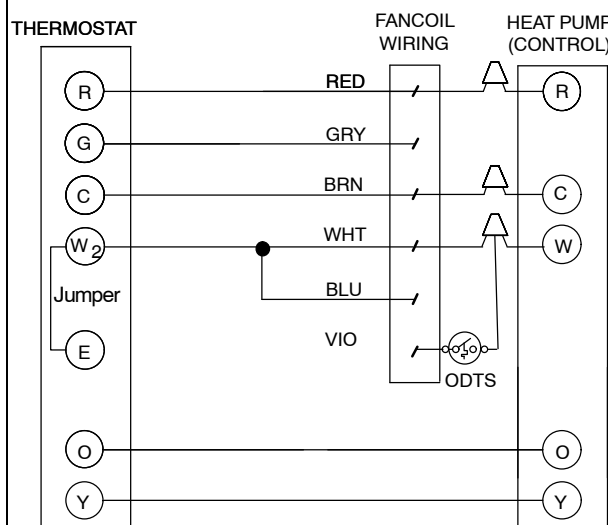 THERMOSTAT
FANCOIL
WIRING
HEAT PUMP
(CONTROL)
R
RED
R
G
GRY
C
BRN
C
W2
WHT
W
Jumper
BLU
E
VIO
ODTS
O
O
Y
Y